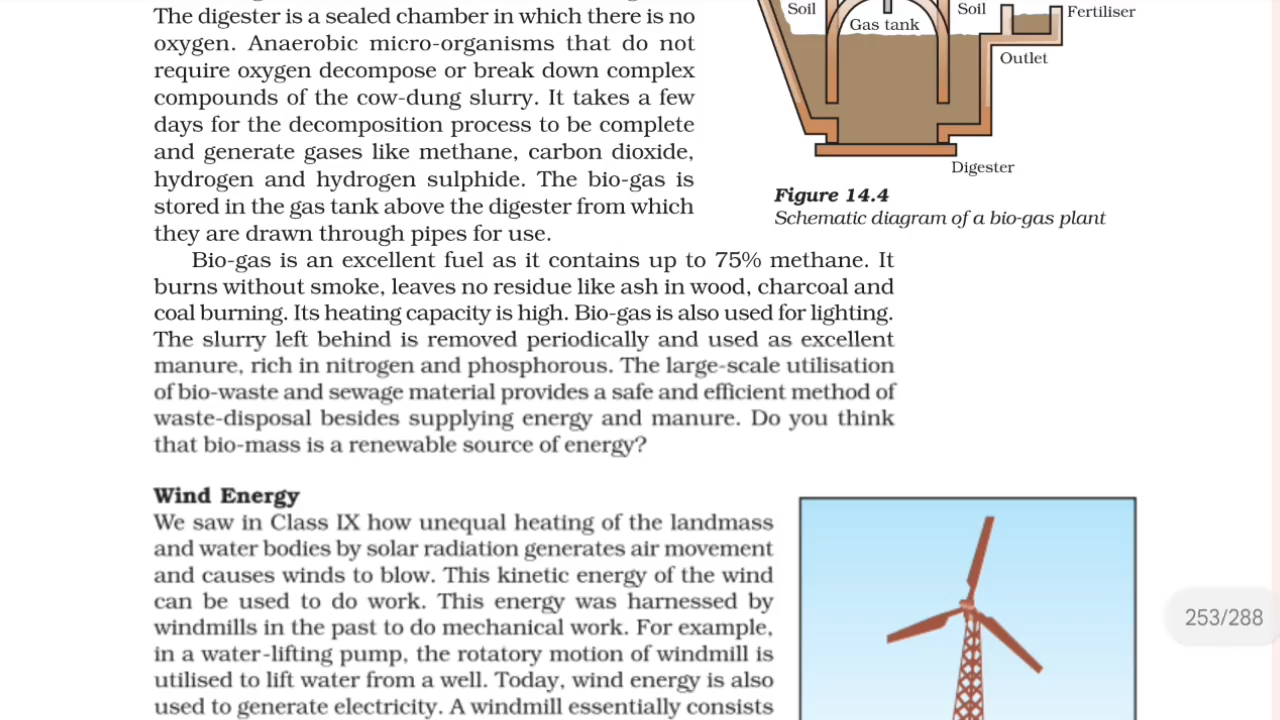 The digester is a sealed chamber in which there is no
oxygen. Anaerobic micro-organisms that do not
require oxygen decompose or break down complex
compounds of the cow-dung slurry. It takes a few
days for the decomposition process to be complete
and generate gases like methane, carbon dioxide,
hydrogen and hydrogen sulphide. The bio-gas is
stored in the gas tank above the digester from which
they are drawn through pipes for use.
Soil
Gas tank
Soil
Fertiliser
Outlet
Digester
Figure 14.4
Schematic diagram of a bio-gas plant
Bio-gas is an excellent fuel as it contains up to 75% methane. It
burns without smoke, leaves no residue like ash in wood, charcoal and
coal burning. Its heating capacity is high. Bio-gas is also used for lighting.
The slurry left behind is removed periodically and used as excellent
manure, rich in nitrogen and phosphorous. The large-scale utilisation
of bio-waste and sewage material provides a safe and efficient method of
waste-disposal besides supplying energy and manure. Do you think
that bio-mass is a renewable source of energy?
Wind Energy
We saw in Class IX how unequal heating of the landmass
and water bodies by solar radiation generates air movement
and causes winds to blow. This kinetic energy of the wind
can be used to do work. This energy was harnessed by
windmills in the past to do mechanical work. For example,
in a water-lifting pump, the rotatory motion of windmill is
utilised to lift water from a well. Today, wind energy is also
used to generate electricity. A windmill essentially consists
253/288